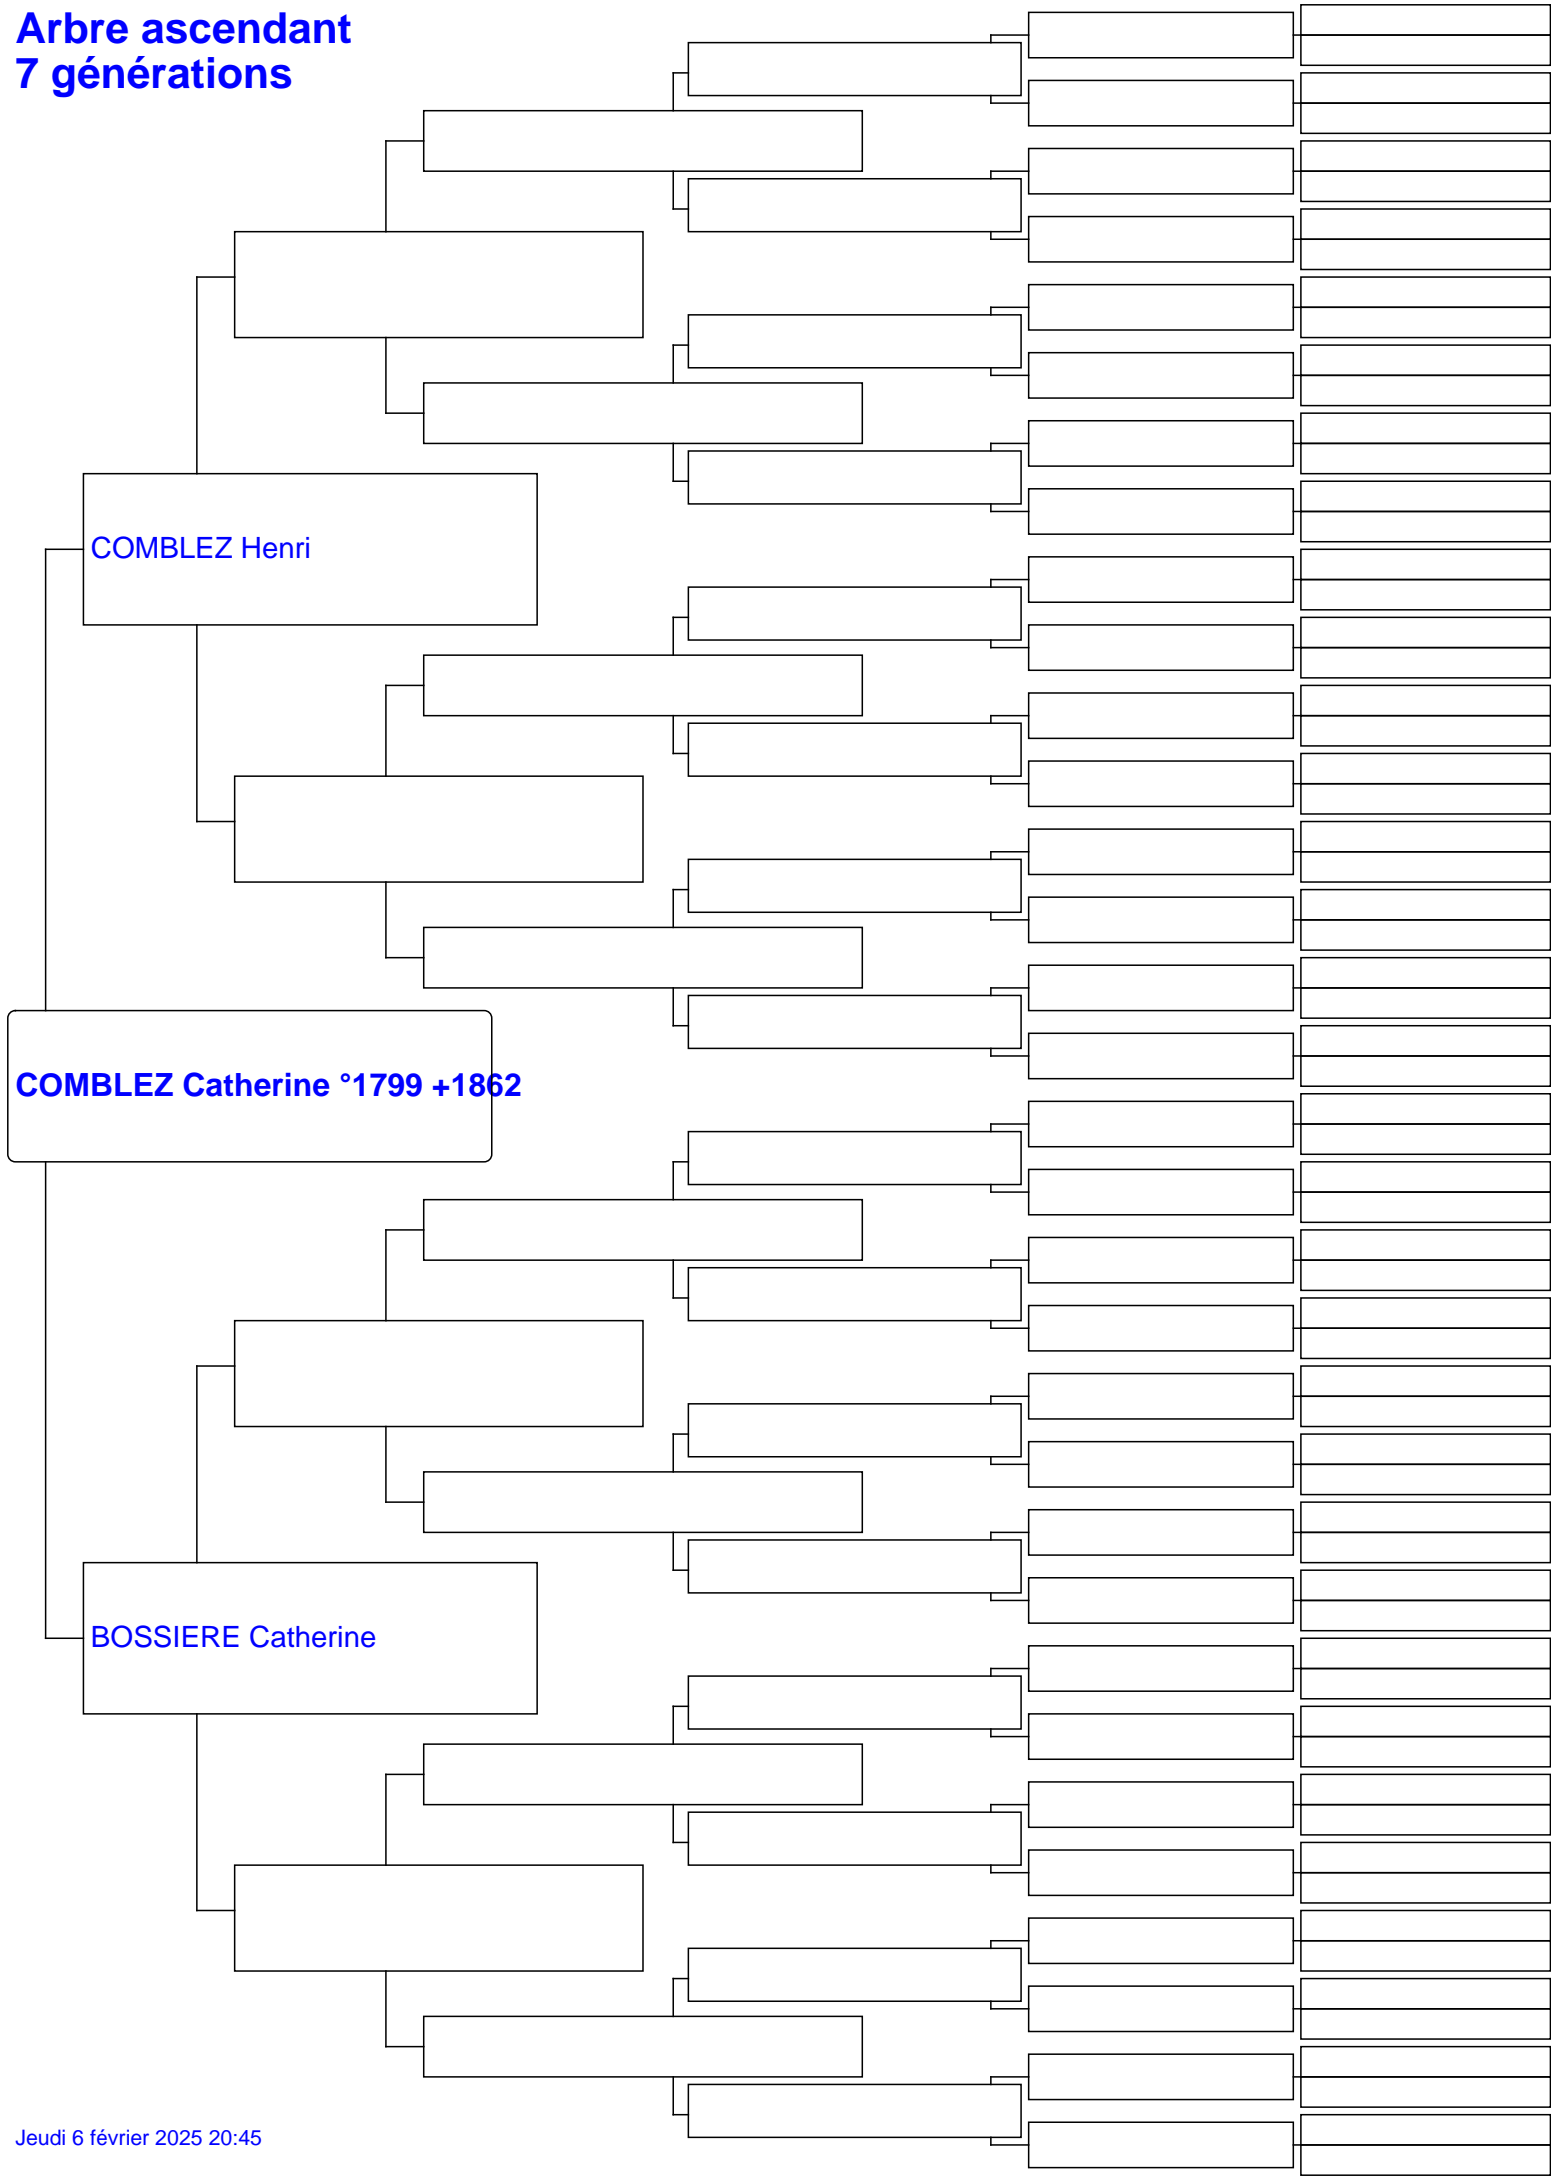 Arbre ascendant
7 générations
COMBLEZ Henri
COMBLEZ Catherine °1799 +1862
BOSSIERE Catherine
Jeudi 6 février 2025 20:45